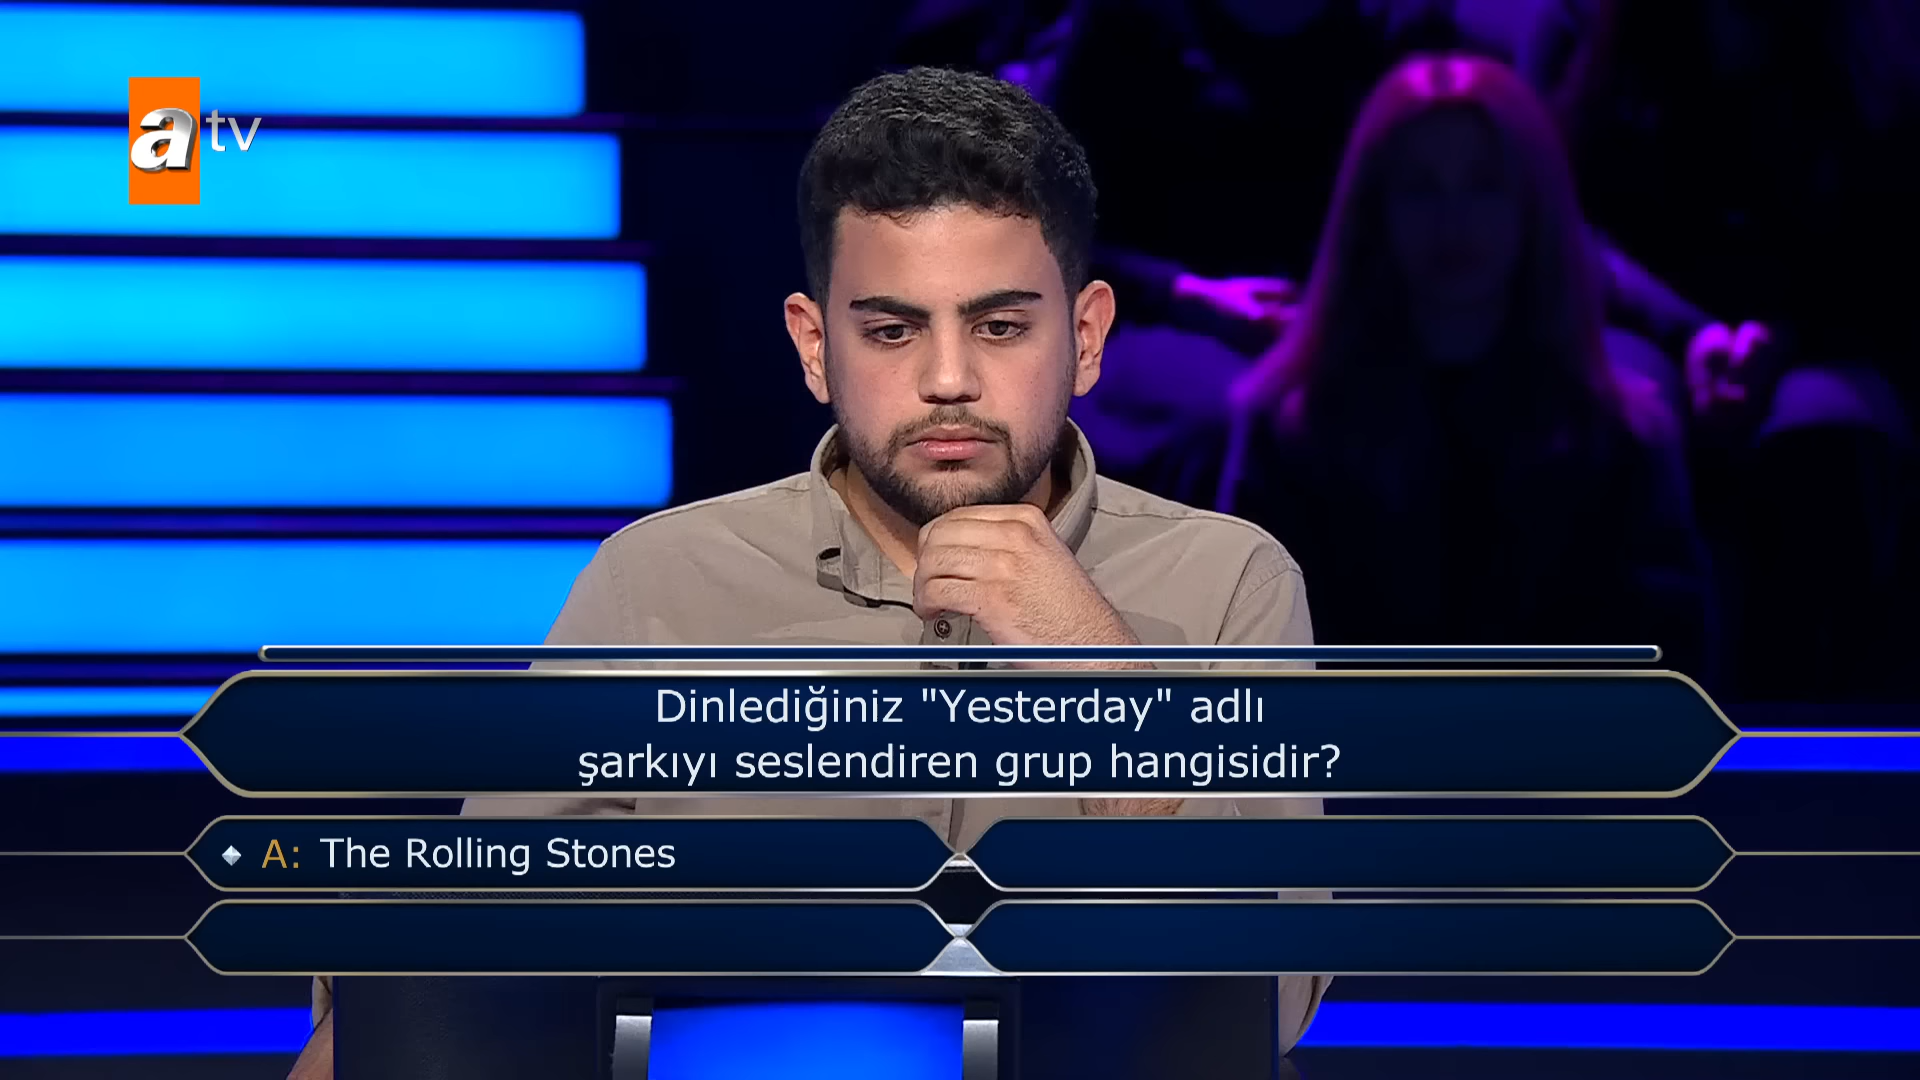 atv
Dinlediğiniz "Yesterday" adlı
şarkıyı seslendiren grup hangisidir?
A: The Rolling Stones